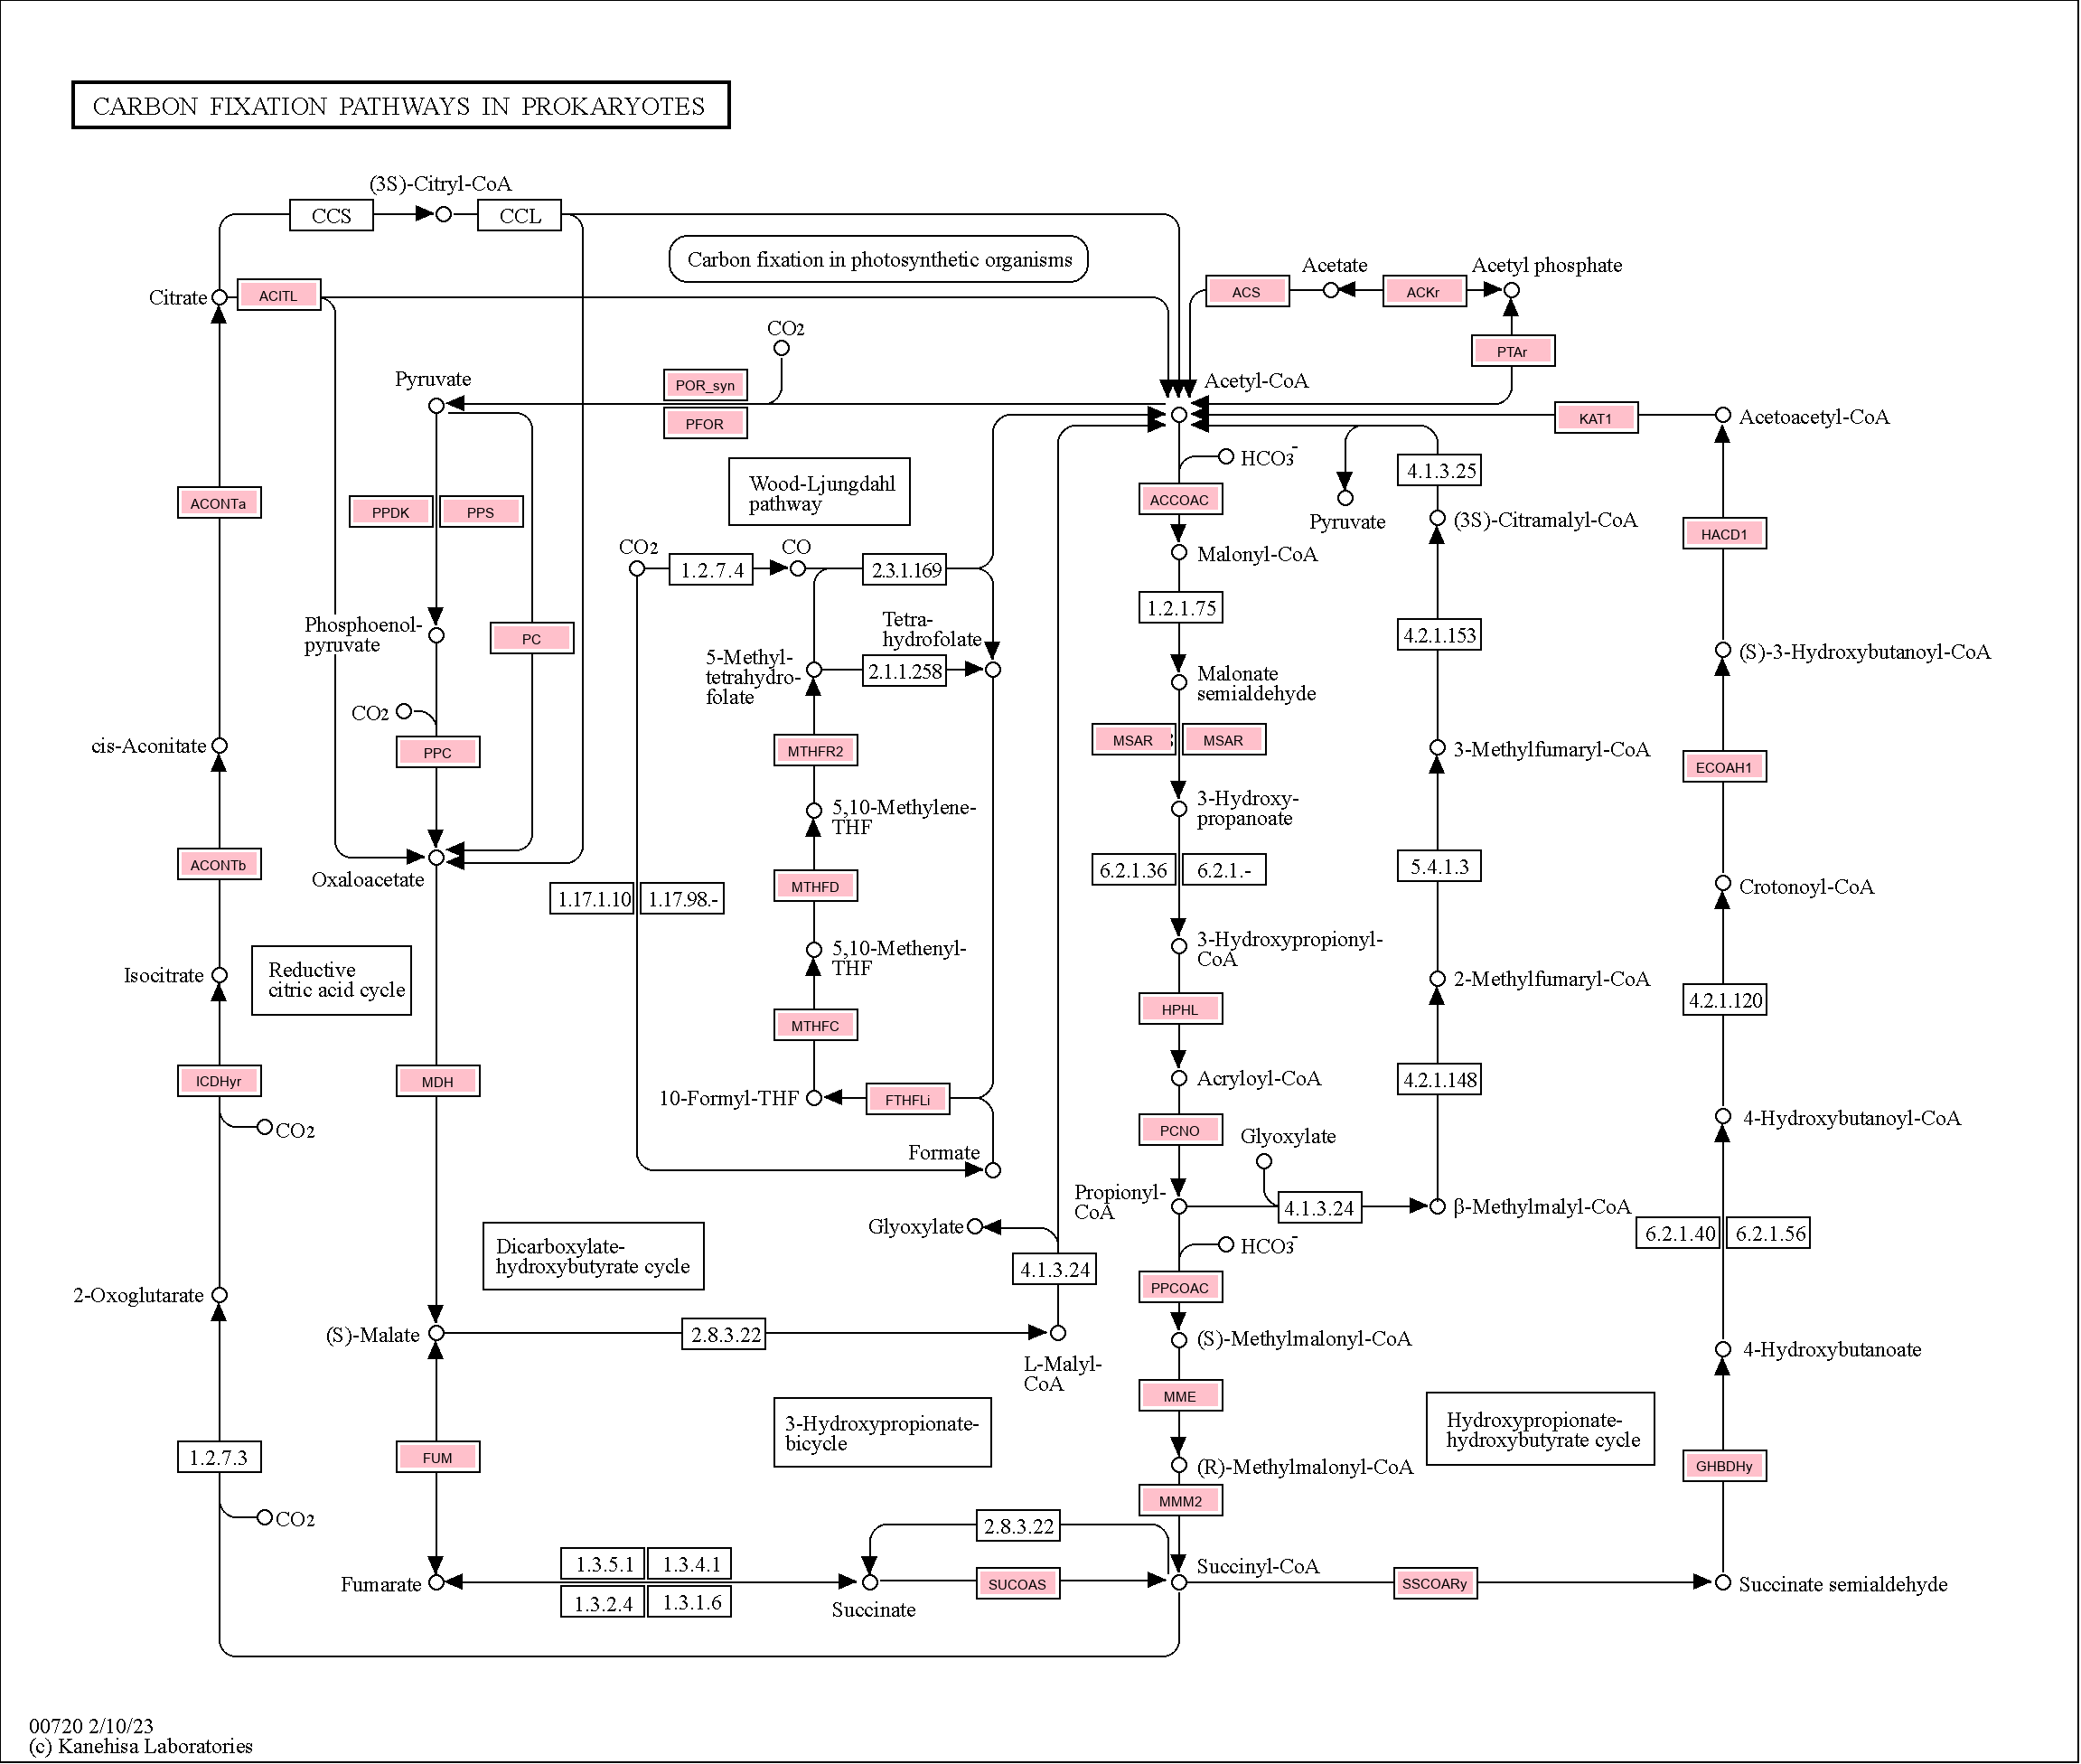 CARBON FIXATION PATHWAYS IN PROKARYOTES
(3S)-Citryl-CoA
CCS
CCL
Carbon fixation in photosynthetic organisms
Citrate
ACITL
ACS
Acetate
ACKr
Acetyl phosphate
CO2
PTAr
Pyruvate
POR_syn
PFOR
Acetyl-CoA
KAT1
Acetoacetyl-CoA
HCO3-
4.1.3.25
Wood-Ljungdahl
pathway
ACONTa
PPDK
PPS
ACCOAC
Pyruvate
(3S)-Citramalyl-CoA
HACD1
CO2
1.2.7.4
CO
2.3.1.169
Malonyl-CoA
1.2.1.75
Phosphoenol-
pyruvate
PC
Tetra-
hydrofolate
4.2.1.153
(S)-3-Hydroxybutanoyl-CoA
5-Methyl-
tetrahydro-
folate
2.1.1.258
Malonate
semialdehyde
CO2
cis-Aconitate
PPC
MTHFR2
MSAR
MSAR
3-Methylfumaryl-CoA
ECOAH1
5,10-Methylene-
THF
3-Hydroxy-
propanoate
ACONTb
Oxaloacetate
MTHFD
6.2.1.36
6.2.1.-
5.4.1.3
Crotonoyl-CoA
1.17.1.10
1.17.98.-
Isocitrate
Reductive
citric acid cycle
5,10-Methenyl-
THF
3-Hydroxypropionyl-
CoA
2-Methylfumaryl-CoA
4.2.1.120
MTHFC
HPHL
ICDHyr
MDH
10-Formyl-THF
FTHFLi
Acryloyl-CoA
4.2.1.148
4-Hydroxybutanoyl-CoA
CO2
PCNO
Glyoxylate
Formate
Propionyl-
CoA
4.1.3.24
β-Methylmalyl-CoA
Glyoxylate
6.2.1.40
6.2.1.56
Dicarboxylate-
hydroxybutyrate cycle
4.1.3.24
HCO3-
PPCOAC
2-Oxoglutarate
(S)-Malate
2.8.3.22
L-Malyl-
CoA
(S)-Methylmalonyl-CoA
4-Hydroxybutanoate
MME
3-Hydroxypropionate-
bicycle
Hydroxypropionate-
hydroxybutyrate cycle
1.2.7.3
FUM
(R)-Methylmalonyl-CoA
GHBDHy
MMM2
CO2
2.8.3.22
1.3.5.1
1.3.4.1
Fumarate
1.3.2.4
1.3.1.6
Succinate
SUCOAS
Succinyl-CoA
SSCOARy
Succinate semialdehyde
00720 2/10/23
(c) Kanehisa Laboratories